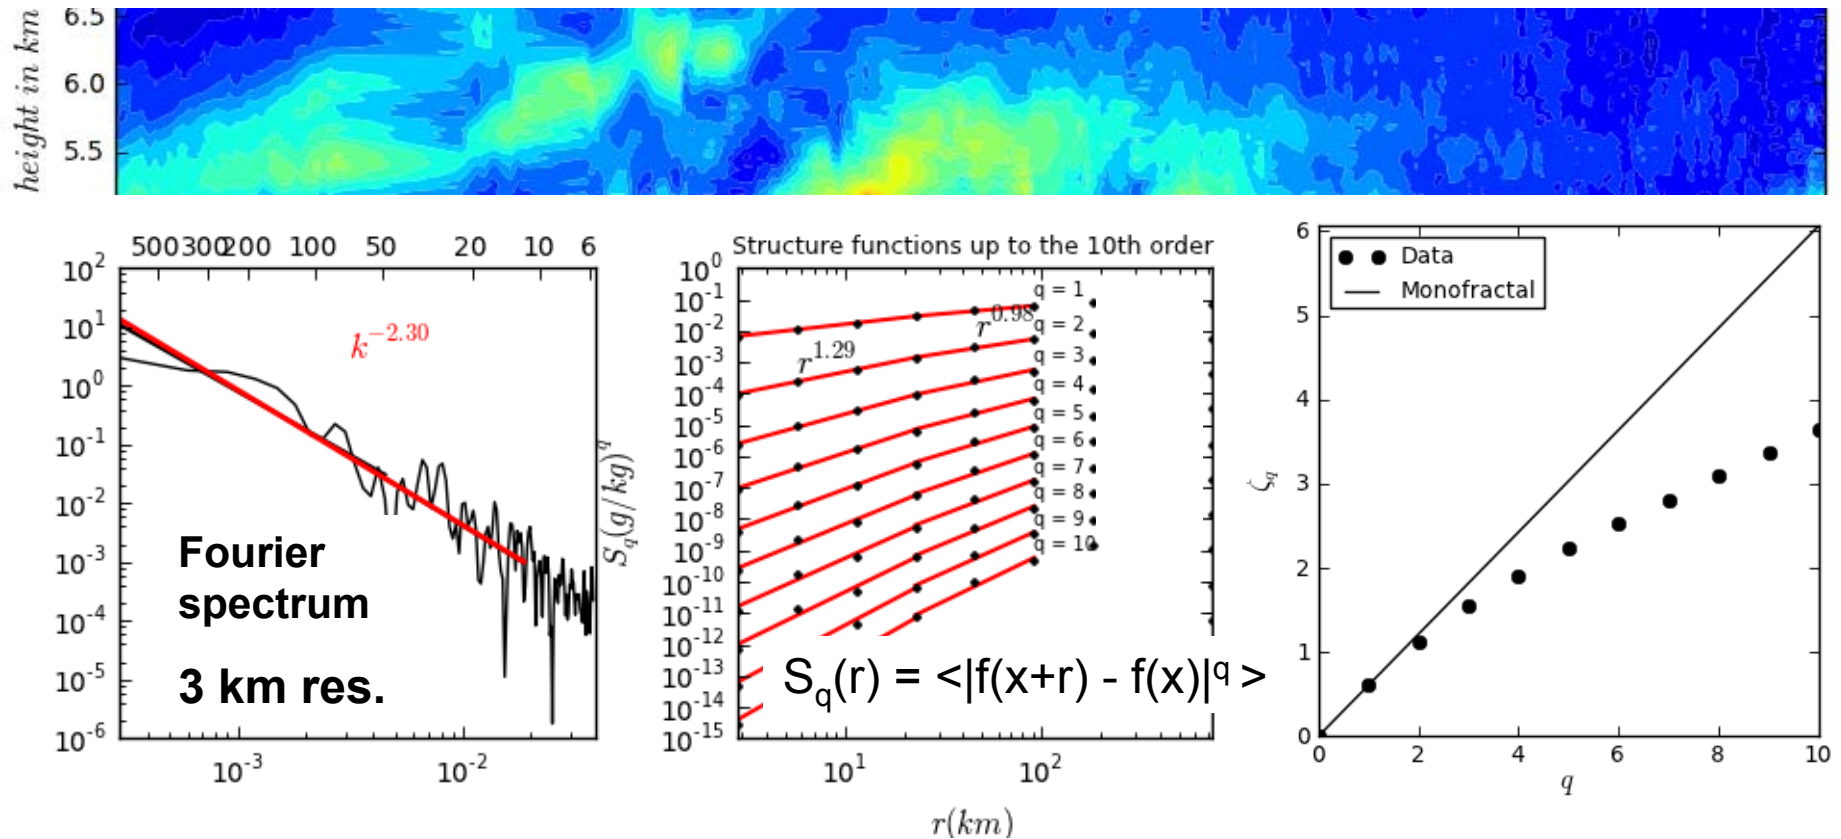 height in km
6.5
6.0
5.5
500 300 200 100 50 20 10 6
10^2
10^1
10^0
10^-1
10^-2
10^-3
10^-4
10^-5
10^-6
k^-2.30
Fourier
spectrum
3 km res.
10^-3 10^-2
Structure functions up to the 10th order
S_q(g/kg)^q
10^0
10^-1
10^-2
10^-3
10^-4
10^-5
10^-6
10^-7
10^-8
10^-9
10^-10
10^-11
10^-12
10^-13
10^-14
10^-15
r^1.29
r^0.98
q = 1
q = 2
q = 3
q = 4
q = 5
q = 6
q = 7
q = 8
q = 9
q = 10
S_q(r) = <|f(x+r) - f(x)|^q >
10^1 10^2
r(km)
ζ_q
6
5
4
3
2
1
0
Data
Monofractal
0 2 4 6 8 10
q